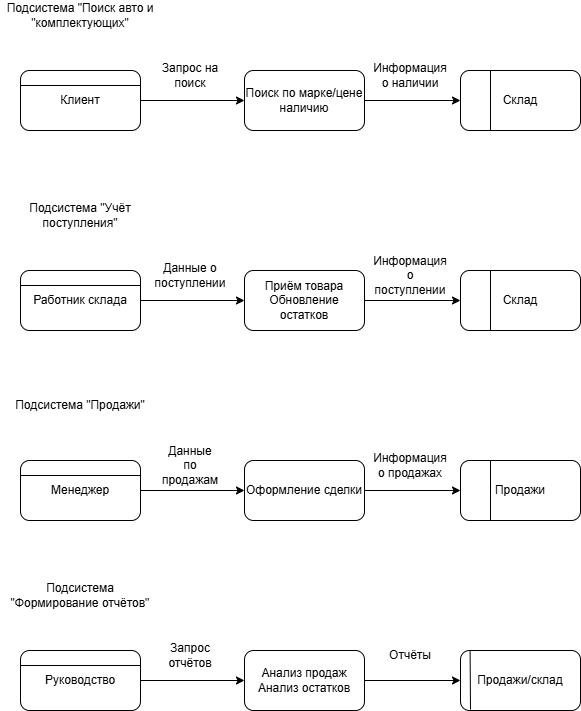 Подсистема "Поиск авто и
"комплектующих"
Запрос на
поиск
Информация
о наличии
Клиент
Поиск по марке/цене
наличию
Склад
Подсистема "Учёт
поступления"
Данные о
поступлении
Информация
о
поступлении
Работник склада
Приём товара
Обновление
остатков
Склад
Подсистема "Продажи"
Данные
по
продажам
Информация
о продажах
Менеджер
Оформление сделки
Продажи
Подсистема
"Формирование отчётов"
Запрос
отчётов
Отчёты
Руководство
Анализ продаж
Анализ остатков
Продажи/склад